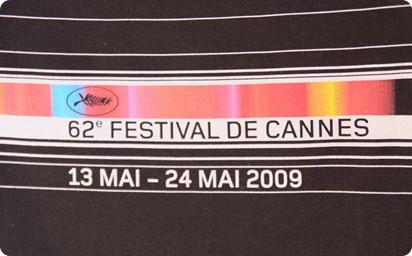 62e FESTIVAL DE CANNES
13 MAI – 24 MAI 2009